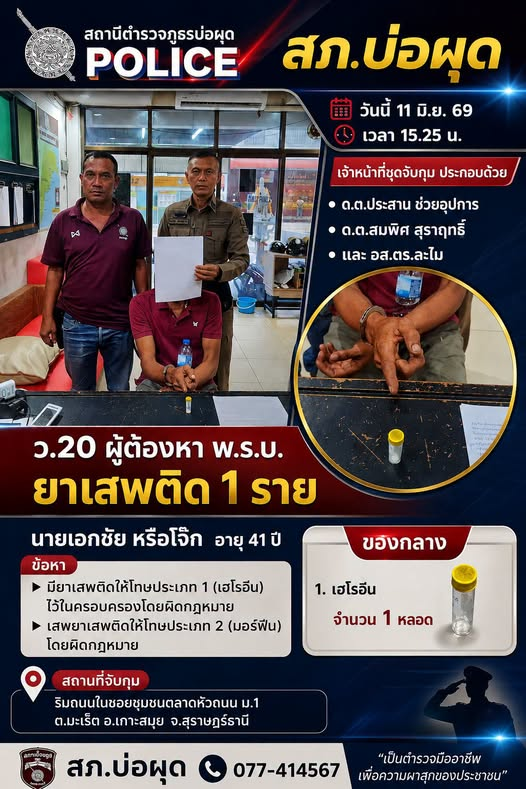 สถานีตำรวจภูธรบ่อผุด
POLICE
สภ.บ่อผุด
วันนี้ 11 มิ.ย. 69
เวลา 15.25 น.
เจ้าหน้าที่ชุดจับกุม ประกอบด้วย
• ด.ต.ประสาน ช่วยอุปการ
• ด.ต.สมพิศ สุราฤทธิ์
• และ อส.ตร.ละไม
ว.20 ผู้ต้องหา พ.ร.บ.
ยาเสพติด 1 ราย
นายเอกชัย หรือโจ๊ก อายุ 41 ปี
ข้อหา
▶ มียาเสพติดให้โทษประเภท 1 (เฮโรอีน)
ไว้ในครอบครองโดยผิดกฎหมาย
▶ เสพยาเสพติดให้โทษประเภท 2 (มอร์ฟีน)
โดยผิดกฎหมาย
ของกลาง
1. เฮโรอีน
จำนวน 1 หลอด
สถานที่จับกุม
ริมถนนในซอยชุมชนตลาดหัวถนน ม.1
ต.มะเร็ต อ.เกาะสมุย จ.สุราษฎร์ธานี
สภ.บ่อผุด 077-414567
“เป็นตำรวจมืออาชีพ
เพื่อความผาสุกของประชาชน”